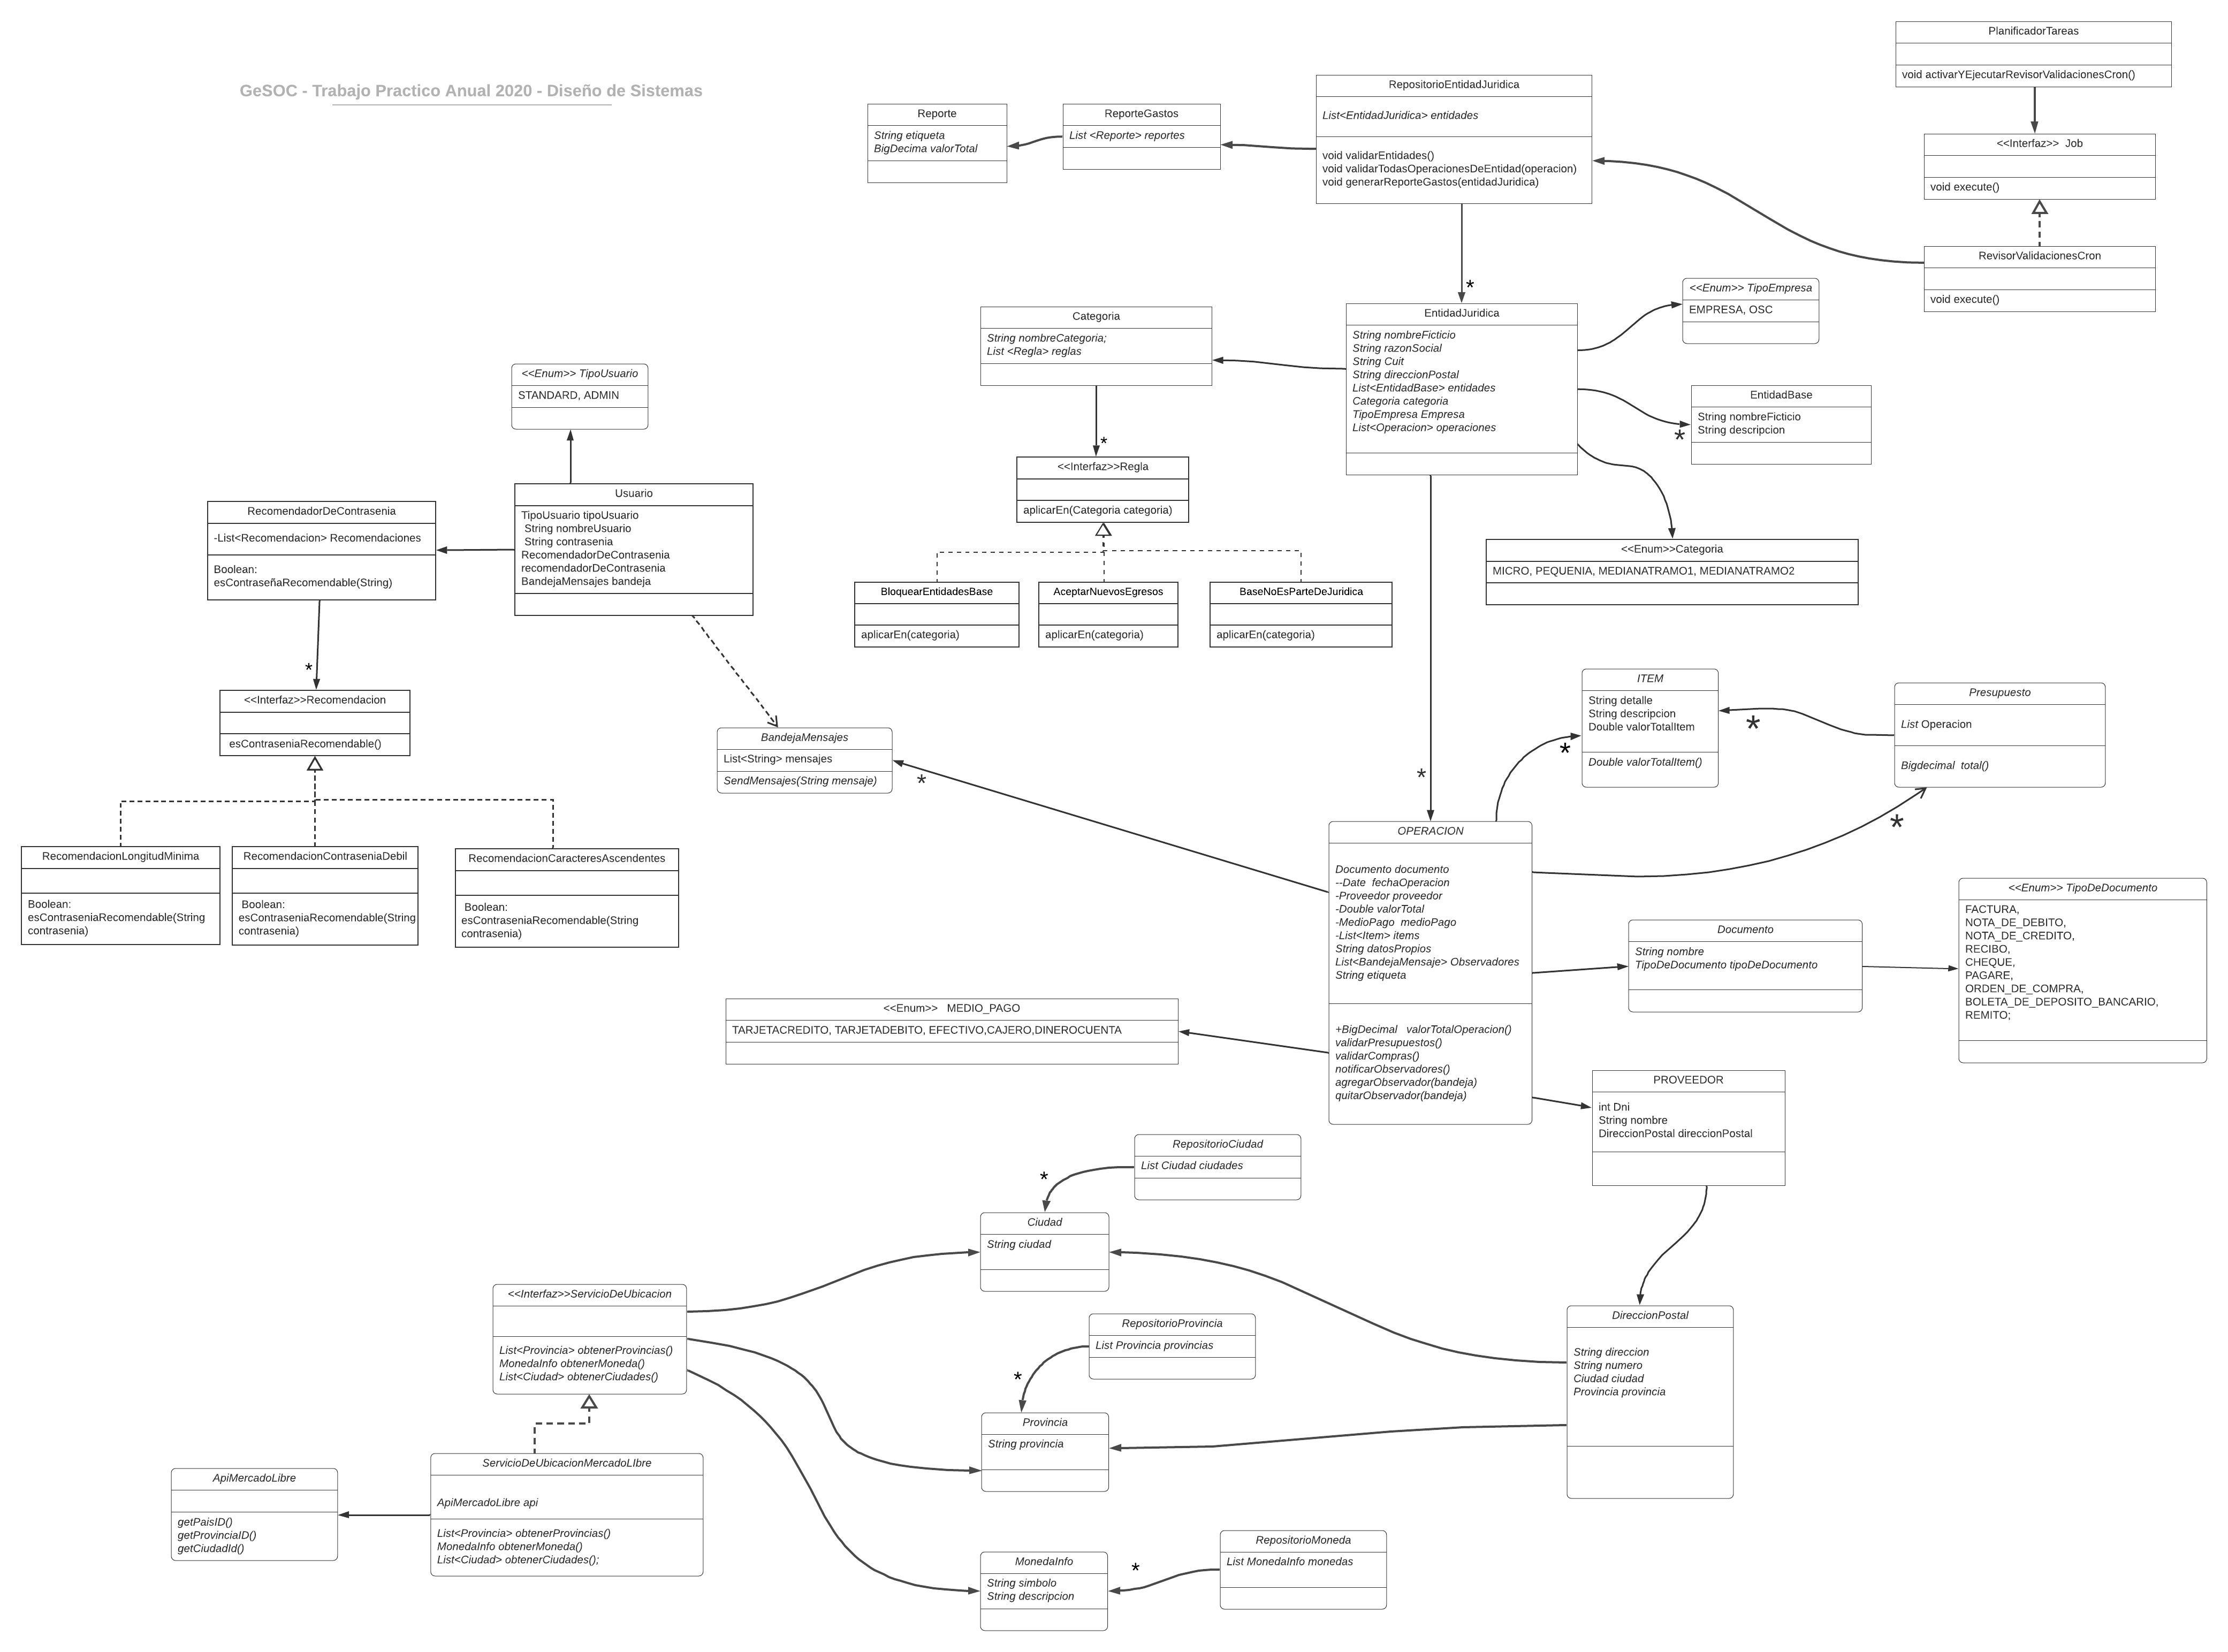 GeSOC - Trabajo Practico Anual 2020 - Diseño de Sistemas
PlanificadorTareas
void activarYEjecutarRevisorValidacionesCron()
RepositorioEntidadJuridica
List<EntidadJuridica> entidades
void validarEntidades()
void validarTodasOperacionesDeEntidad(operacion)
void generarReporteGastos(entidadJuridica)
Reporte
String etiqueta
BigDecima valorTotal
ReporteGastos
List <Reporte> reportes
<<Interfaz>> Job
void execute()
RevisorValidacionesCron
void execute()
*
<<Enum>> TipoEmpresa
EMPRESA, OSC
Categoria
String nombreCategoria;
List <Regla> reglas
EntidadJuridica
String nombreFicticio
String razonSocial
String Cuit
String direccionPostal
List<EntidadBase> entidades
Categoria categoria
TipoEmpresa Empresa
List<Operacion> operaciones
EntidadBase
String nombreFicticio
String descripcion
*
<<Enum>> TipoUsuario
STANDARD, ADMIN
*
<<Interfaz>>Regla
aplicarEn(Categoria categoria)
RecomendadorDeContrasenia
-List<Recomendacion> Recomendaciones
Boolean:
esContraseñaRecomendable(String)
Usuario
TipoUsuario tipoUsuario
String nombreUsuario
String contrasenia
RecomendadorDeContrasenia
recomendadorDeContrasenia
BandejaMensajes bandeja
<<Enum>>Categoria
MICRO, PEQUENIA, MEDIANATRAMO1, MEDIANATRAMO2
BloquearEntidadesBase
aplicarEn(categoria)
AceptarNuevosEgresos
aplicarEn(categoria)
BaseNoEsParteDeJuridica
aplicarEn(categoria)
*
<<Interfaz>>Recomendacion
esContraseniaRecomendable()
BandejaMensajes
List<String> mensajes
SendMensajes(String mensaje)
*
*
ITEM
String detalle
String descripcion
Double valorTotalItem
Double valorTotalItem()
*
*
Presupuesto
List Operacion
Bigdecimal total()
*
RecomendacionLongitudMinima
Boolean:
esContraseniaRecomendable(String
contrasenia)
RecomendacionContraseniaDebil
Boolean:
esContraseniaRecomendable(String
contrasenia)
RecomendacionCaracteresAscendentes
Boolean:
esContraseniaRecomendable(String
contrasenia)
OPERACION
Documento documento
--Date fechaOperacion
-Proveedor proveedor
-Double valorTotal
-MedioPago medioPago
-List<Item> items
String datosPropios
List<BandejaMensaje> Observadores
String etiqueta
+BigDecimal valorTotalOperacion()
validarPresupuestos()
validarCompras()
notificarObservadores()
agregarObservador(bandeja)
quitarObservador(bandeja)
Documento
String nombre
TipoDeDocumento tipoDeDocumento
<<Enum>> TipoDeDocumento
FACTURA,
NOTA_DE_DEBITO,
NOTA_DE_CREDITO,
RECIBO,
CHEQUE,
PAGARE,
ORDEN_DE_COMPRA,
BOLETA_DE_DEPOSITO_BANCARIO,
REMITO;
<<Enum>> MEDIO_PAGO
TARJETACREDITO, TARJETADEBITO, EFECTIVO,CAJERO,DINEROCUENTA
PROVEEDOR
int Dni
String nombre
DireccionPostal direccionPostal
RepositorioCiudad
List Ciudad ciudades
*
Ciudad
String ciudad
<<Interfaz>>ServicioDeUbicacion
List<Provincia> obtenerProvincias()
MonedaInfo obtenerMoneda()
List<Ciudad> obtenerCiudades()
RepositorioProvincia
List Provincia provincias
*
DireccionPostal
String direccion
String numero
Ciudad ciudad
Provincia provincia
Provincia
String provincia
ApiMercadoLibre
getPaisID()
getProvinciaID()
getCiudadId()
ServicioDeUbicacionMercadoLIbre
ApiMercadoLibre api
List<Provincia> obtenerProvincias()
MonedaInfo obtenerMoneda()
List<Ciudad> obtenerCiudades();
MonedaInfo
String simbolo
String descripcion
*
RepositorioMoneda
List MonedaInfo monedas